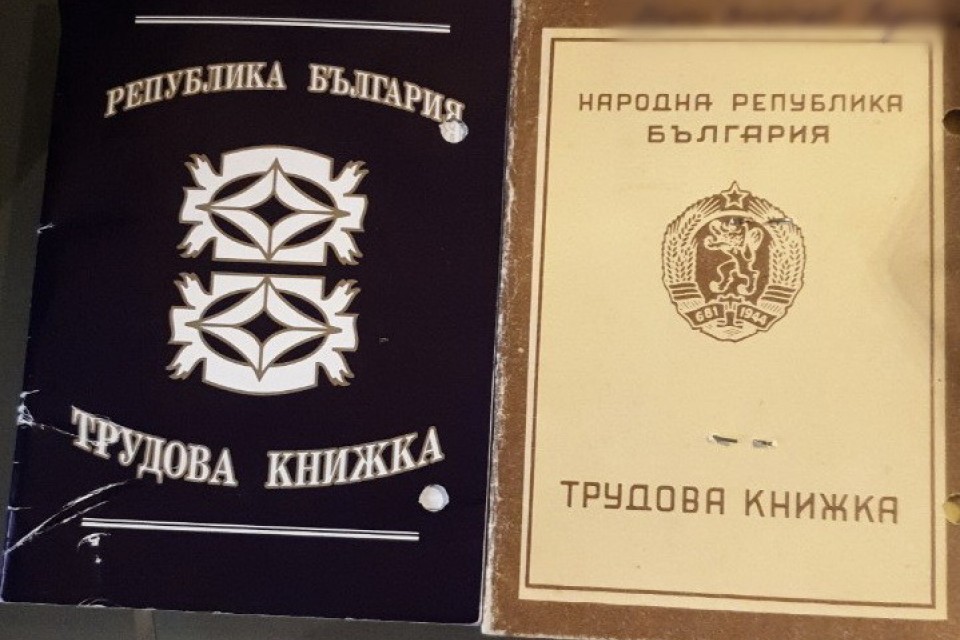 РЕПУБЛИКА БЪЛГАРИЯ
ТРУДОВА КНИЖКА
НАРОДНА РЕПУБЛИКА
БЪЛГАРИЯ
681 1944
ТРУДОВА КНИЖКА